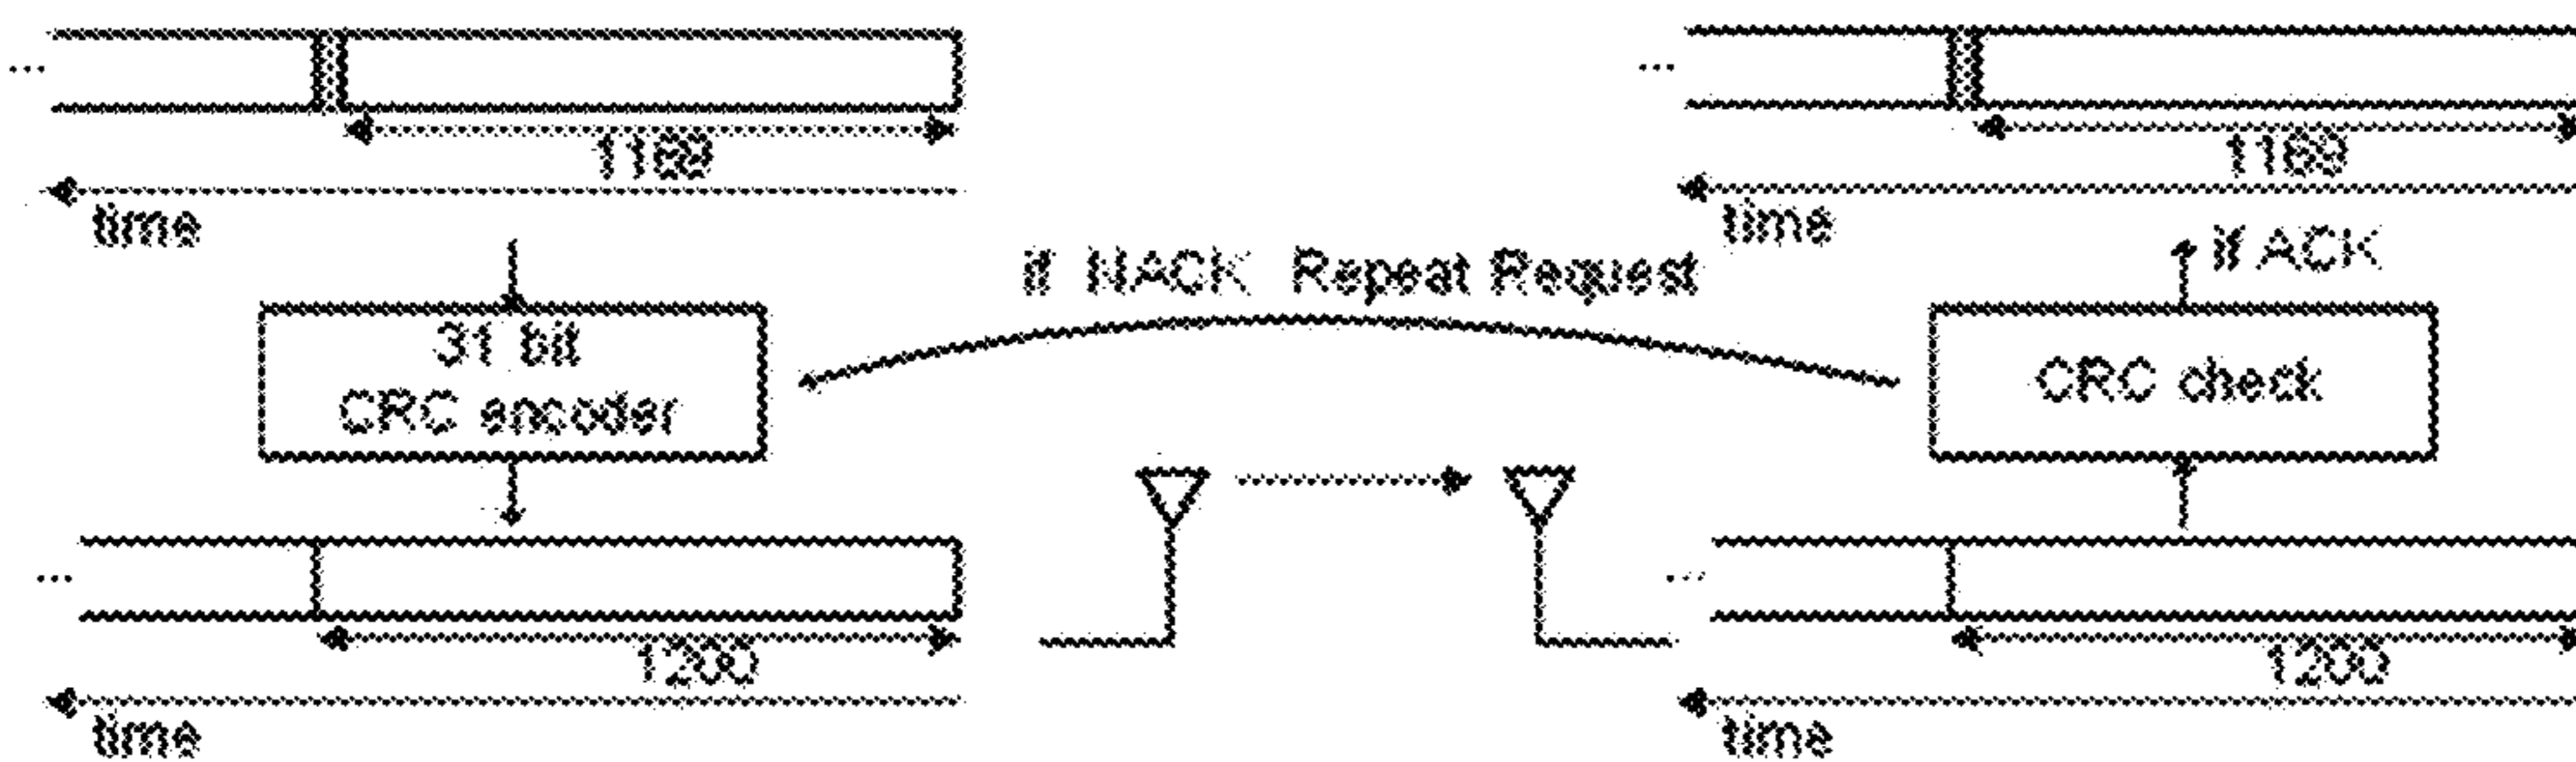 ...
...
1169
1169
time
time
if NACK Repeat Request
if ACK
31 bit
CRC encoder
CRC check
...
...
1200
1200
time
time